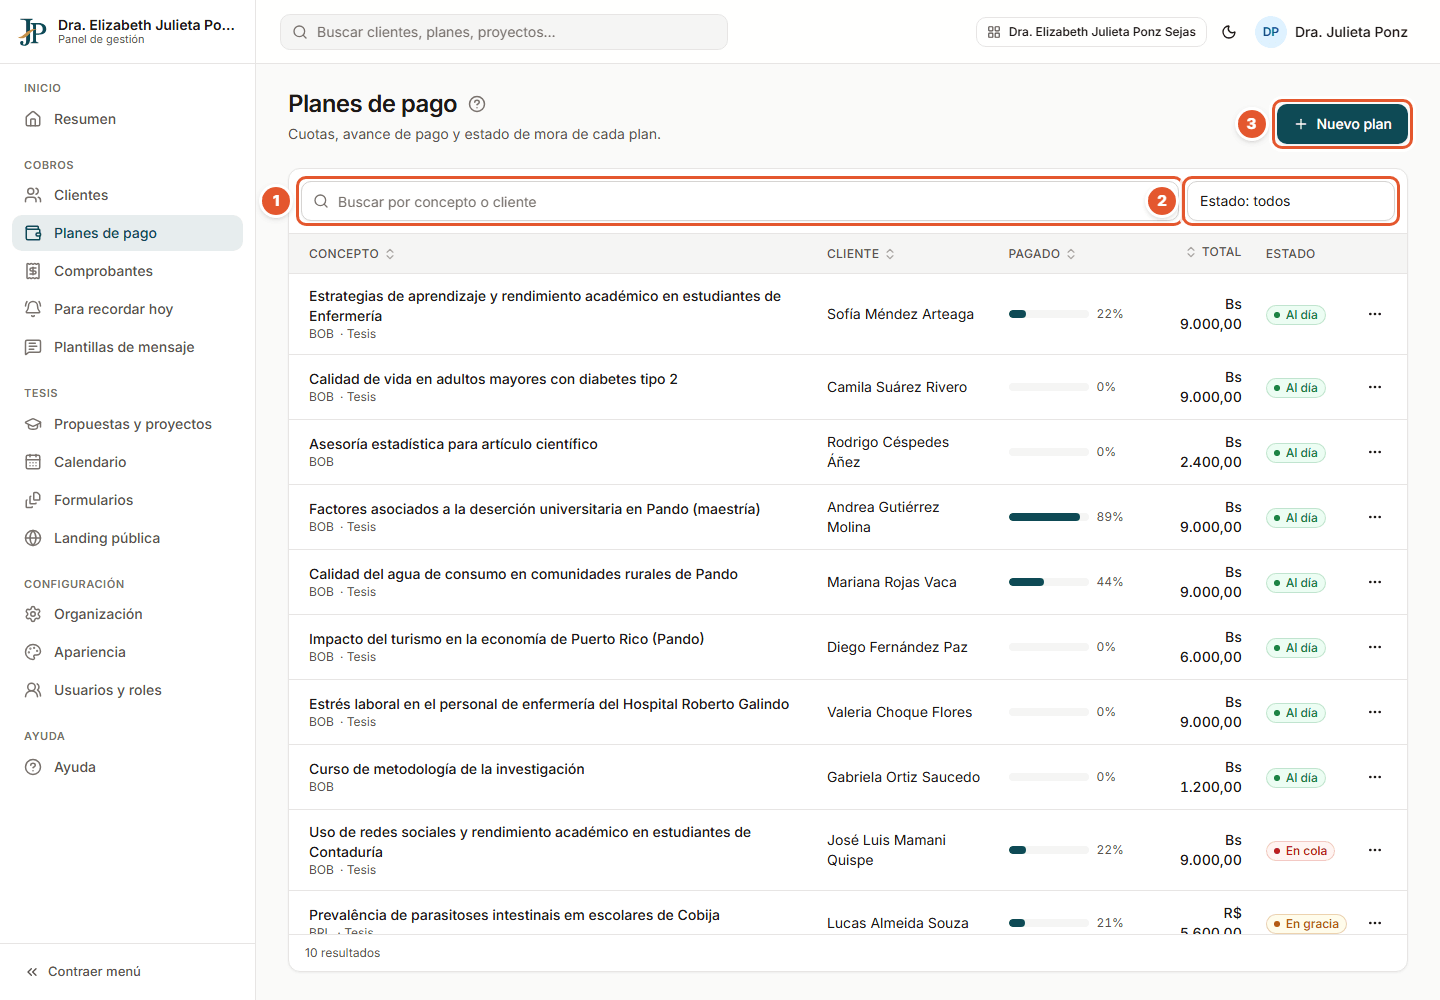 JP
Dra. Elizabeth Julieta Po...
Panel de gestión
Buscar clientes, planes, proyectos...
Dra. Elizabeth Julieta Ponz Sejas
DP
Dra. Julieta Ponz
INICIO
Resumen
COBROS
Clientes
Planes de pago
Comprobantes
Para recordar hoy
Plantillas de mensaje
TESIS
Propuestas y proyectos
Calendario
Formularios
Landing pública
CONFIGURACIÓN
Organización
Apariencia
Usuarios y roles
AYUDA
Ayuda
Contraer menú
Planes de pago
Cuotas, avance de pago y estado de mora de cada plan.
3
Nuevo plan
1
Buscar por concepto o cliente
2
Estado: todos
CONCEPTO
CLIENTE
PAGADO
TOTAL
ESTADO
Estrategias de aprendizaje y rendimiento académico en estudiantes de
Enfermería
BOB · Tesis
Sofía Méndez Arteaga
22%
Bs
9.000,00
Al día
Calidad de vida en adultos mayores con diabetes tipo 2
BOB · Tesis
Camila Suárez Rivero
0%
Bs
9.000,00
Al día
Asesoría estadística para artículo científico
BOB
Rodrigo Céspedes
Áñez
0%
Bs
2.400,00
Al día
Factores asociados a la deserción universitaria en Pando (maestría)
BOB · Tesis
Andrea Gutiérrez
Molina
89%
Bs
9.000,00
Al día
Calidad del agua de consumo en comunidades rurales de Pando
BOB · Tesis
Mariana Rojas Vaca
44%
Bs
9.000,00
Al día
Impacto del turismo en la economía de Puerto Rico (Pando)
BOB · Tesis
Diego Fernández Paz
0%
Bs
6.000,00
Al día
Estrés laboral en el personal de enfermería del Hospital Roberto Galindo
BOB · Tesis
Valeria Choque Flores
0%
Bs
9.000,00
Al día
Curso de metodología de la investigación
BOB
Gabriela Ortiz Saucedo
0%
Bs
1.200,00
Al día
Uso de redes sociales y rendimiento académico en estudiantes de
Contaduría
BOB · Tesis
José Luis Mamani
Quispe
22%
Bs
9.000,00
En cola
Prevalência de parasitoses intestinais em escolares de Cobija
BRL · Tesis
Lucas Almeida Souza
21%
R$
5.600,00
En gracia
10 resultados